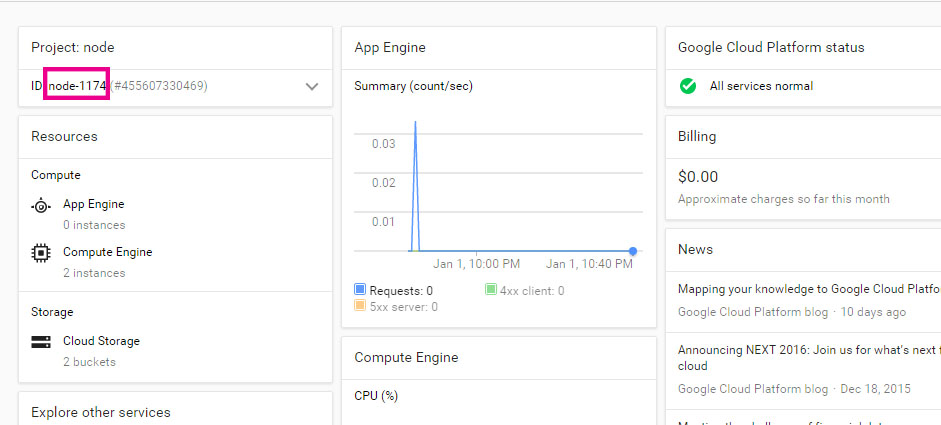 Project: node
ID: node-1174 (#455607330469)
Resources
Compute
App Engine
0 instances
Compute Engine
2 instances
Storage
Cloud Storage
2 buckets
Explore other services
App Engine
Summary (count/sec)
0.03
0.02
0.01
Jan 1, 10:00 PM Jan 1, 10:40 PM
Requests: 0 4xx client: 0
5xx server: 0
Compute Engine
CPU (%)
Google Cloud Platform status
All services normal
Billing
$0.00
Approximate charges so far this month
News
Mapping your knowledge to Google Cloud Platfo
Google Cloud Platform blog · 10 days ago
Announcing NEXT 2016: Join us for what's next f
cloud
Google Cloud Platform blog · Dec 18, 2015